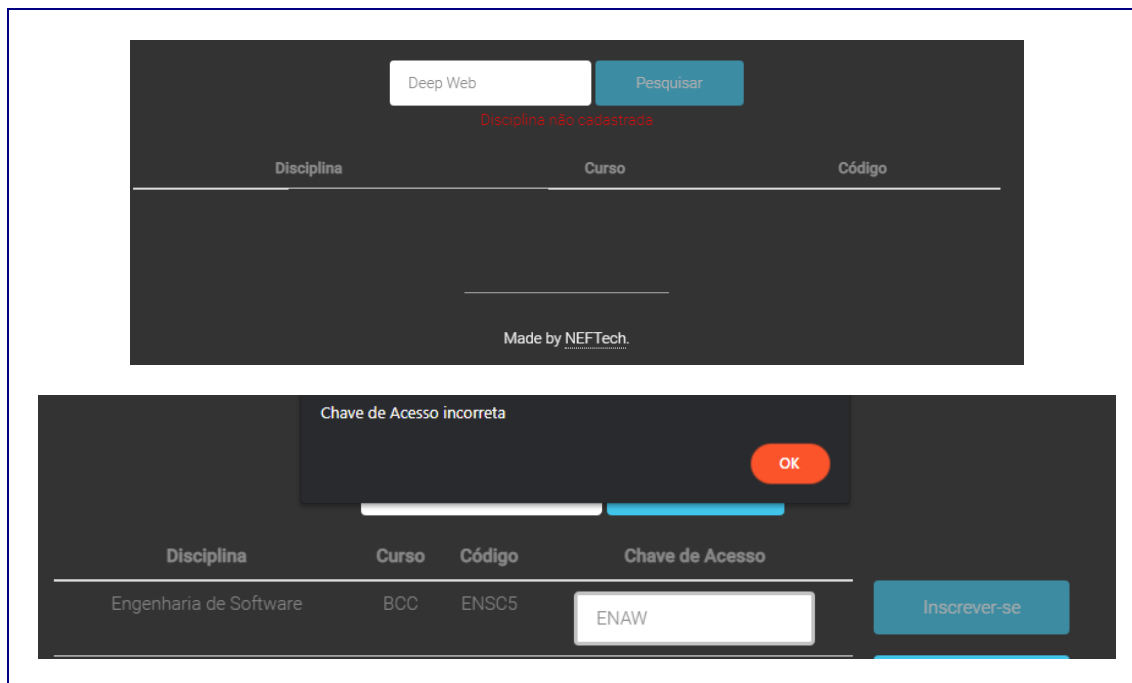 Deep Web Pesquisar
Disciplina não cadastrada
Disciplina Curso Código
Made by NEFTech.
Chave de Acesso incorreta
OK
Disciplina Curso Código Chave de Acesso
Engenharia de Software BCC ENSC5 ENAW Inscrever-se